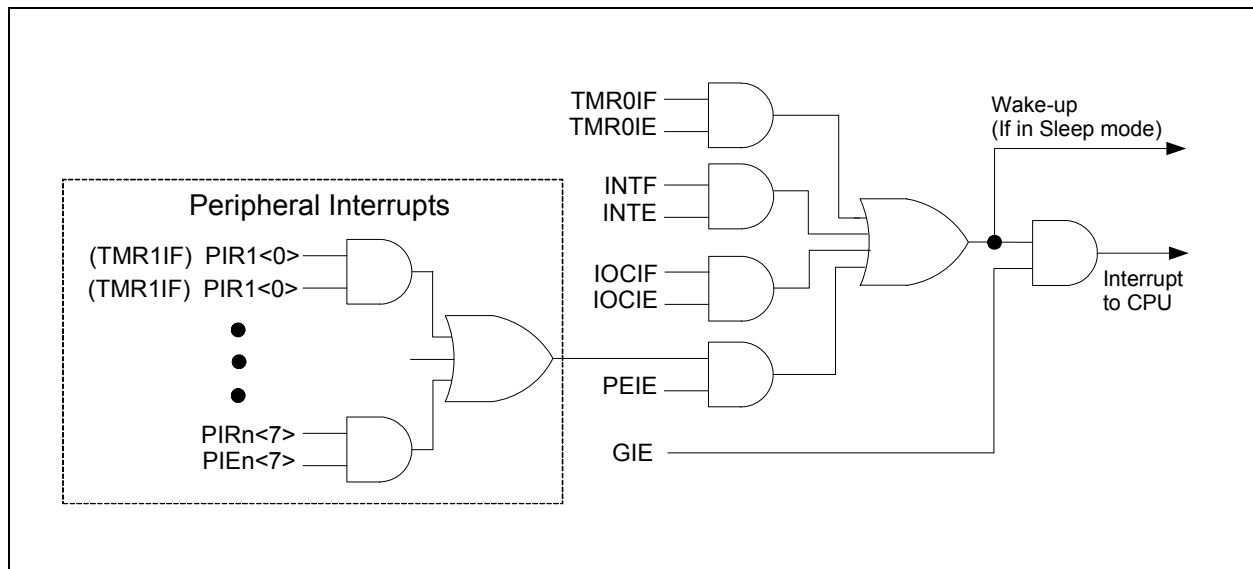 TMR0IF
TMR0IE
Wake-up
(If in Sleep mode)
INTF
INTE
Peripheral Interrupts
(TMR1IF) PIR1<0>
(TMR1IF) PIR1<0>
IOCIF
IOCIE
Interrupt
to CPU
PEIE
PIRn<7>
PIEn<7>
GIE